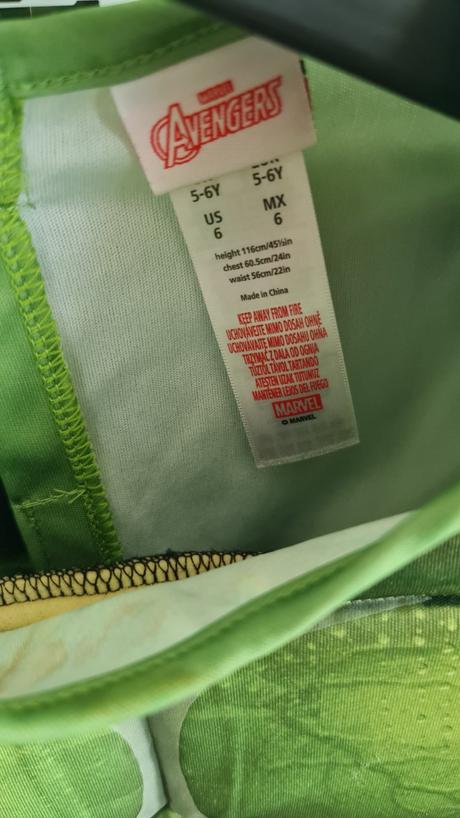 MARVEL
AVENGERS
5-6Y 5-6Y
US MX
6 6
height 116cm/45½in
chest 60.5cm/24in
waist 56cm/22in
Made in China
KEEP AWAY FROM FIRE
UCHOVÁVEJTE MIMO DOSAH OHNĚ
UCHOVÁVAJTE MIMO DOSAHU OHŇA
TRZYMAĆ Z DALA OD OGNIA
TŰZTŐL TÁVOL TARTANDÓ
ATEŞTEN UZAK TUTUNUZ
MANTENER LEJOS DEL FUEGO
MARVEL
© MARVEL